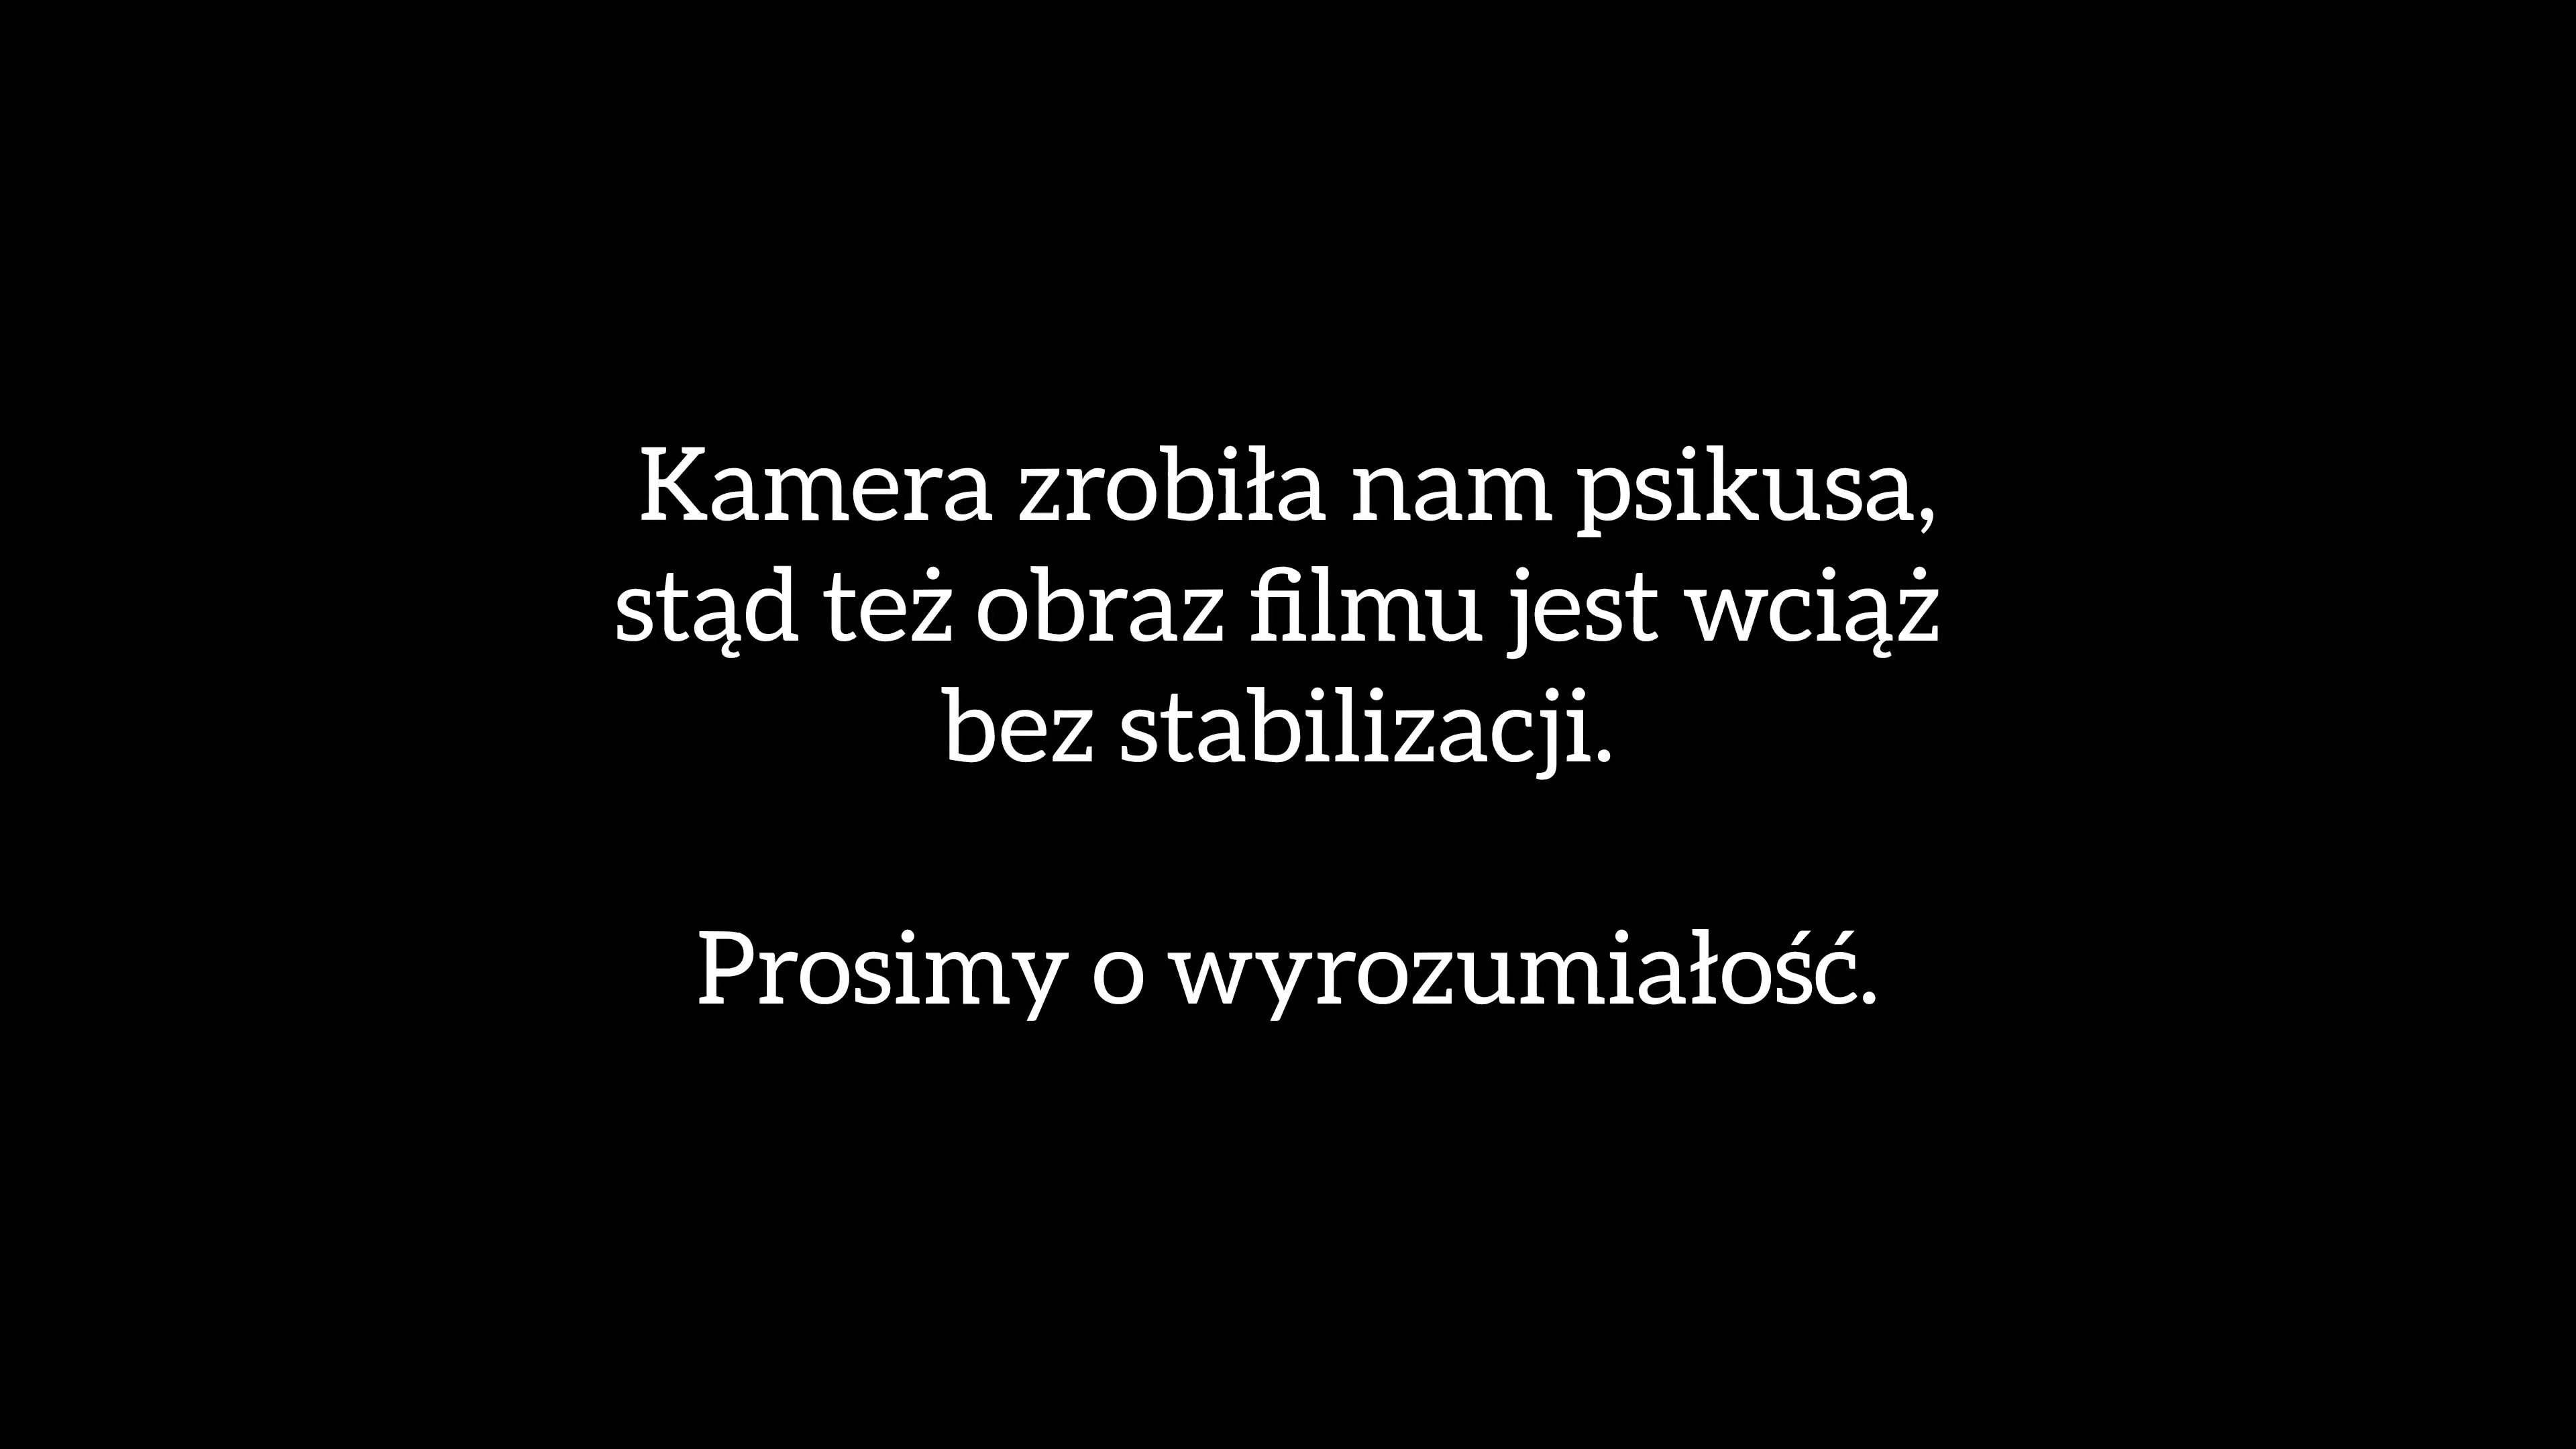 Kamera zrobiła nam psikusa,
stąd też obraz filmu jest wciąż
bez stabilizacji.
Prosimy o wyrozumiałość.